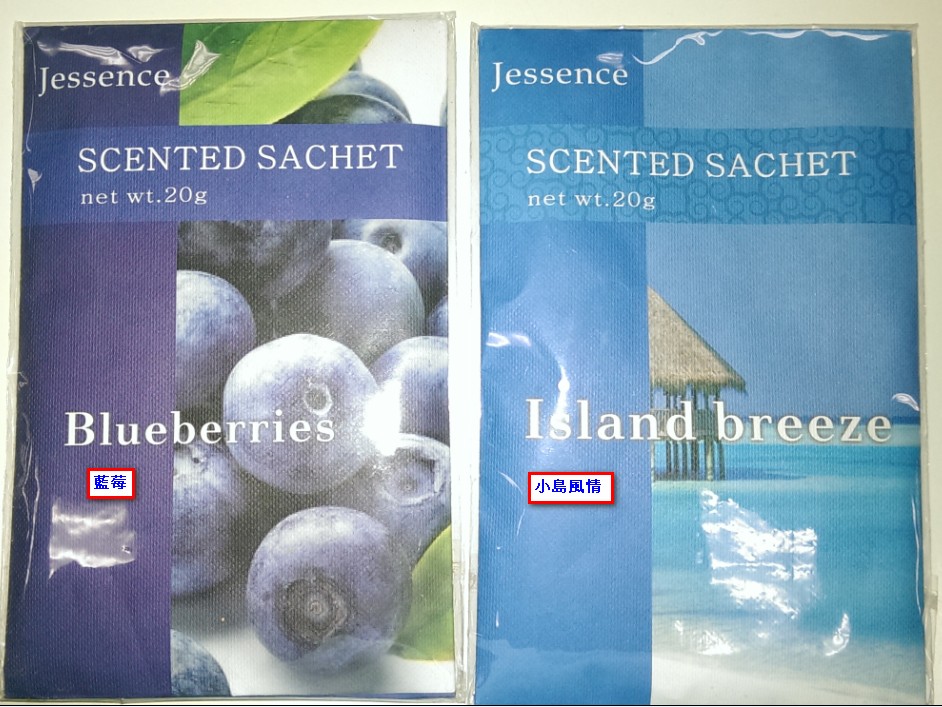 Jessence
SCENTED SACHET
net wt.20g
Blueberries
藍莓
Jessence
SCENTED SACHET
net wt.20g
Island breeze
小島風情